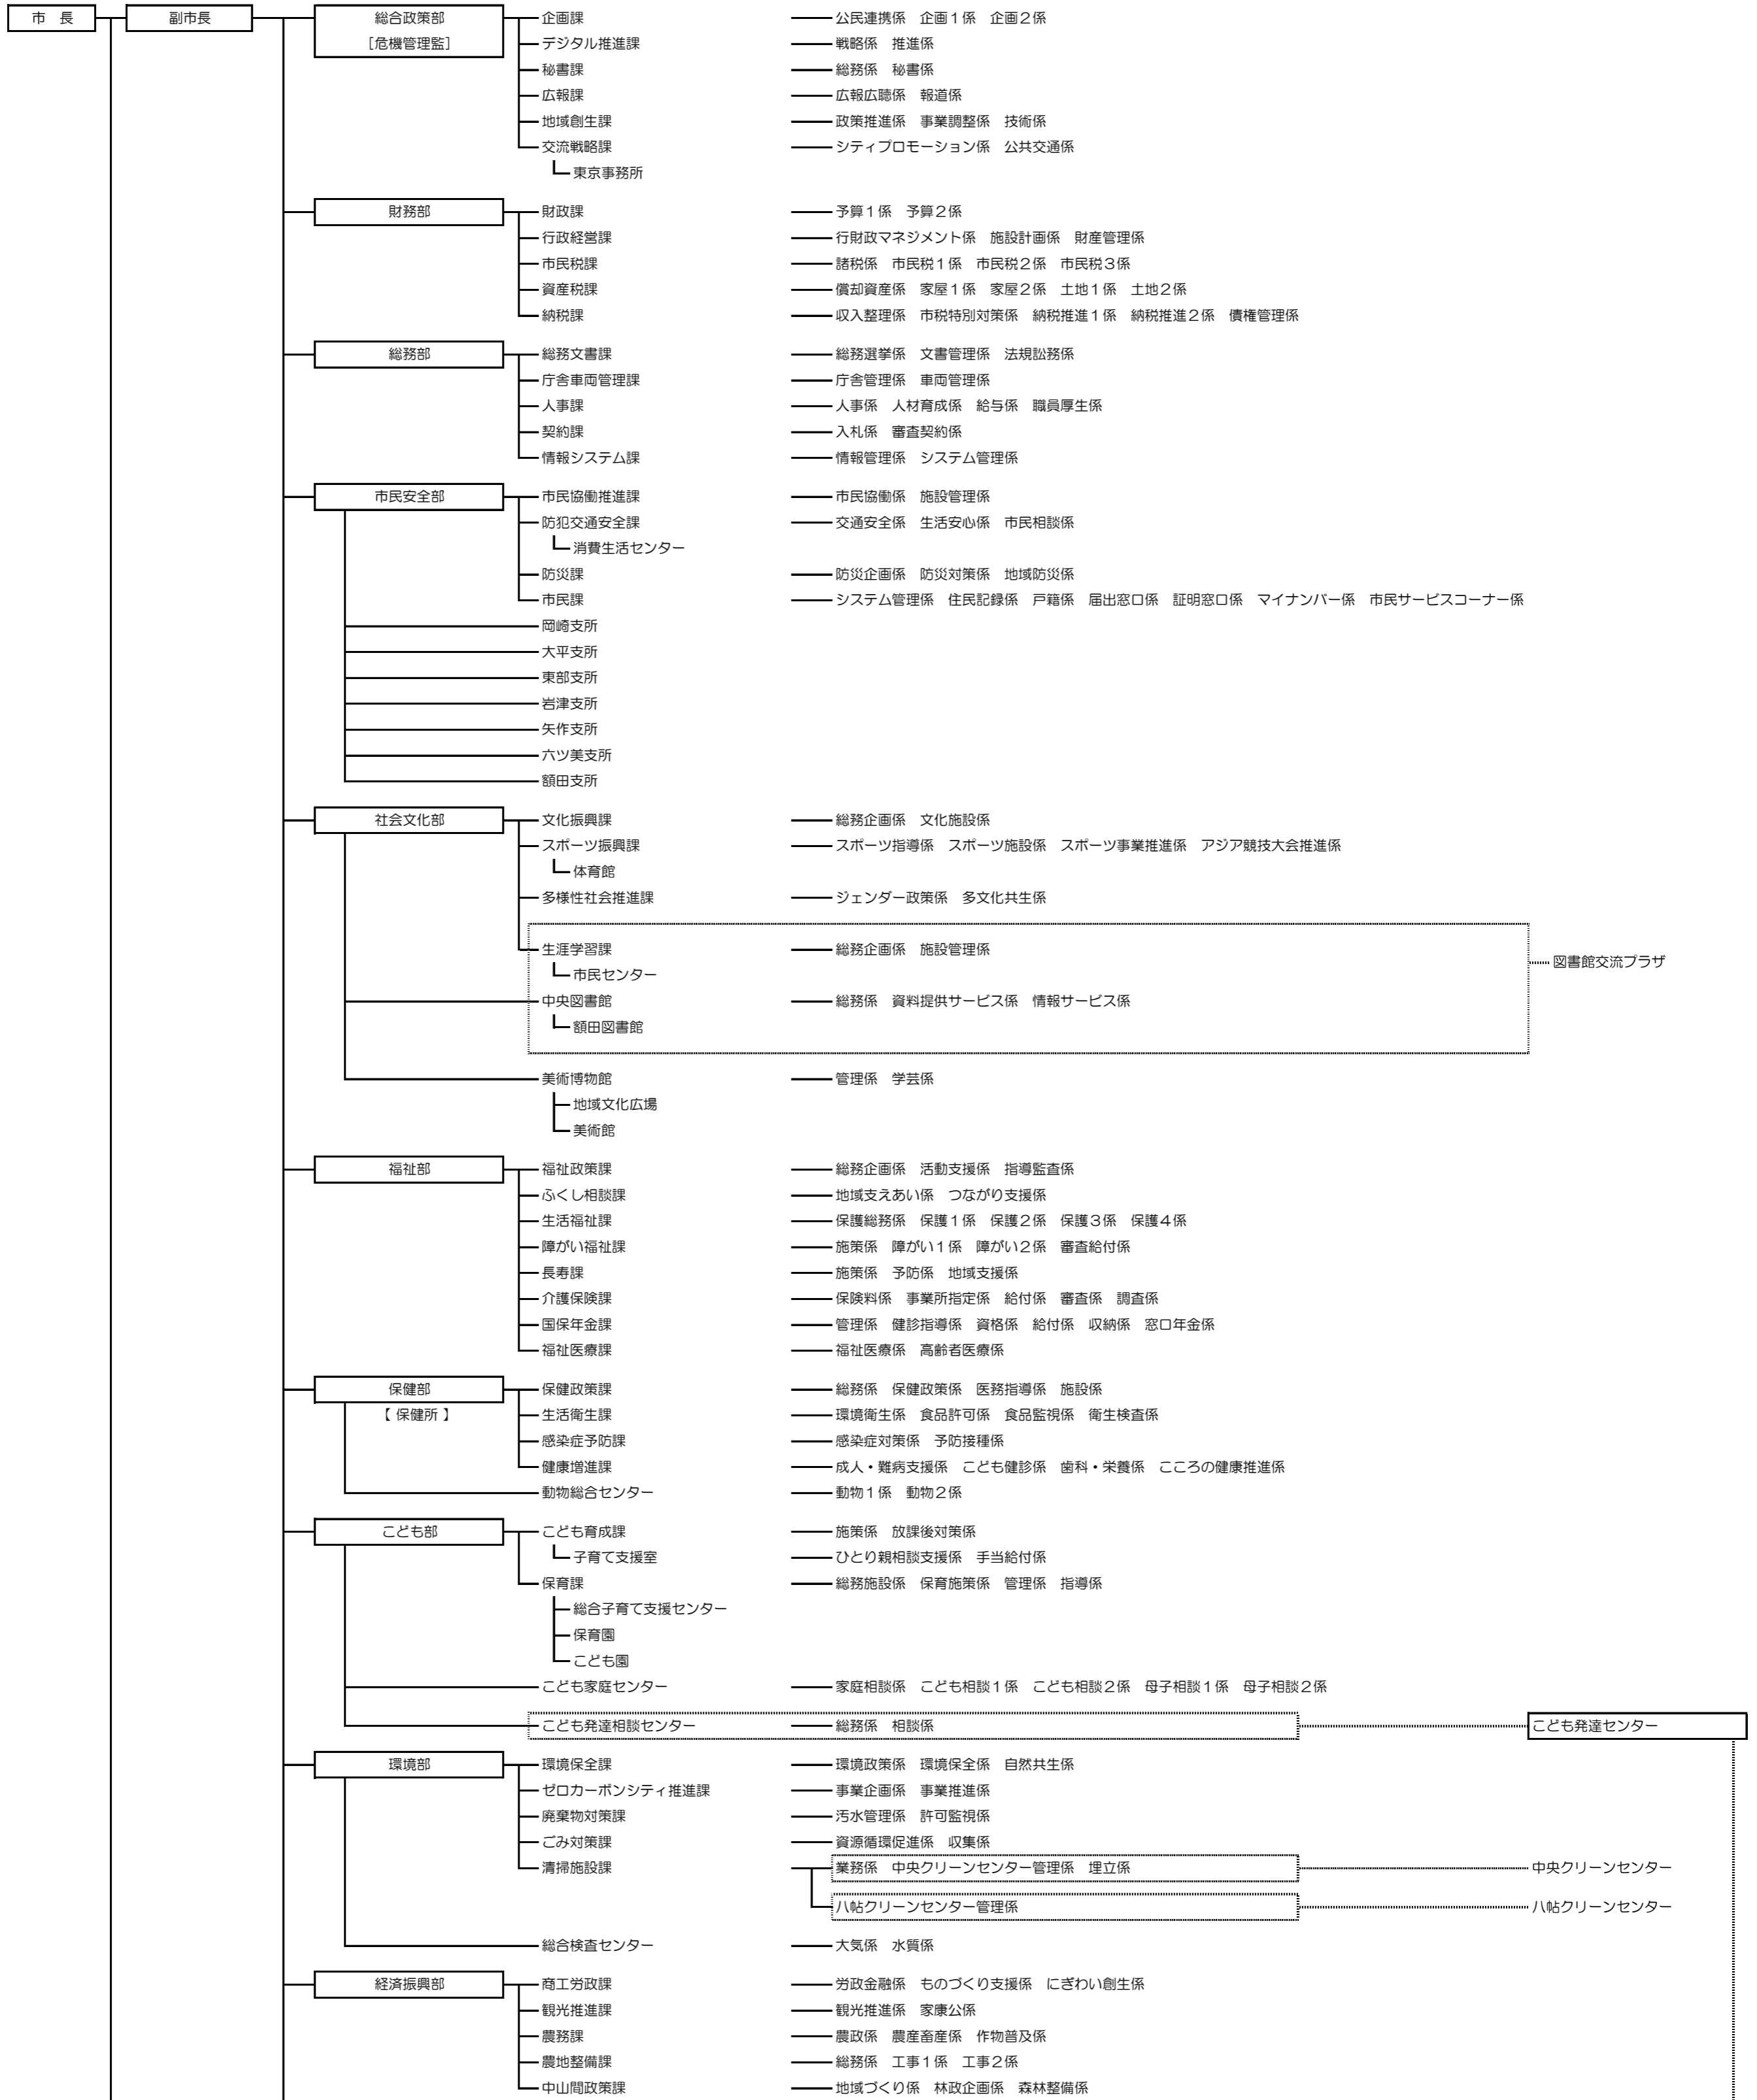 市　長　副市長　総合政策部　企画課　公民連携係　企画１係　企画２係
［危機管理監］　デジタル推進課　戦略係　推進係
秘書課　総務係　秘書係
広報課　広報広聴係　報道係
地域創生課　政策推進係　事業調整係　技術係
交流戦略課　シティプロモーション係　公共交通係
東京事務所
財務部　財政課　予算１係　予算２係
行政経営課　行財政マネジメント係　施設計画係　財産管理係
市民税課　諸税係　市民税１係　市民税２係　市民税３係
資産税課　償却資産係　家屋１係　家屋２係　土地１係　土地２係
納税課　収入整理係　市税特別対策係　納税推進１係　納税推進２係　債権管理係
総務部　総務文書課　総務選挙係　文書管理係　法規訟務係
庁舎車両管理課　庁舎管理係　車両管理係
人事課　人事係　人材育成係　給与係　職員厚生係
契約課　入札係　審査契約係
情報システム課　情報管理係　システム管理係
市民安全部　市民協働推進課　市民協働係　施設管理係
防犯交通安全課　交通安全係　生活安心係　市民相談係
消費生活センター
防災課　防災企画係　防災対策係　地域防災係
市民課　システム管理係　住民記録係　戸籍係　届出窓口係　証明窓口係　マイナンバー係　市民サービスコーナー係
岡崎支所
大平支所
東部支所
岩津支所
矢作支所
六ツ美支所
額田支所
社会文化部　文化振興課　総務企画係　文化施設係
スポーツ振興課　スポーツ指導係　スポーツ施設係　スポーツ事業推進係　アジア競技大会推進係
体育館
多様性社会推進課　ジェンダー政策係　多文化共生係
生涯学習課　総務企画係　施設管理係
図書館交流プラザ
市民センター
中央図書館　総務係　資料提供サービス係　情報サービス係
額田図書館
美術博物館　管理係　学芸係
地域文化広場
美術館
福祉部　福祉政策課　総務企画係　活動支援係　指導監査係
ふくし相談課　地域支えあい係　つながり支援係
生活福祉課　保護総務係　保護１係　保護２係　保護３係　保護４係
障がい福祉課　施策係　障がい１係　障がい２係　審査給付係
長寿課　施策係　予防係　地域支援係
介護保険課　保険料係　事業所指定係　給付係　審査係　調査係
国保年金課　管理係　健診指導係　資格係　給付係　収納係　窓口年金係
福祉医療課　福祉医療係　高齢者医療係
保健部　保健政策課　総務係　保健政策係　医務指導係　施設係
【 保健所 】　生活衛生課　環境衛生係　食品許可係　食品監視係　衛生検査係
感染症予防課　感染症対策係　予防接種係
健康増進課　成人・難病支援係　こども健診係　歯科・栄養係　こころの健康推進係
動物総合センター　動物１係　動物２係
こども部　こども育成課　施策係　放課後対策係
子育て支援室　ひとり親相談支援係　手当給付係
保育課　総務施設係　保育施策係　管理係　指導係
総合子育て支援センター
保育園
こども園
こども家庭センター　家庭相談係　こども相談１係　こども相談２係　母子相談１係　母子相談２係
こども発達相談センター　総務係　相談係　こども発達センター
環境部　環境保全課　環境政策係　環境保全係　自然共生係
ゼロカーボンシティ推進課　事業企画係　事業推進係
廃棄物対策課　汚水管理係　許可監視係
ごみ対策課　資源循環促進係　収集係
清掃施設課　業務係　中央クリーンセンター管理係　埋立係　中央クリーンセンター
八帖クリーンセンター管理係　八帖クリーンセンター
総合検査センター　大気係　水質係
経済振興部　商工労政課　労政金融係　ものづくり支援係　にぎわい創生係
観光推進課　観光推進係　家康公係
農務課　農政係　農産畜産係　作物普及係
農地整備課　総務係　工事１係　工事２係
中山間政策課　地域づくり係　林政企画係　森林整備係